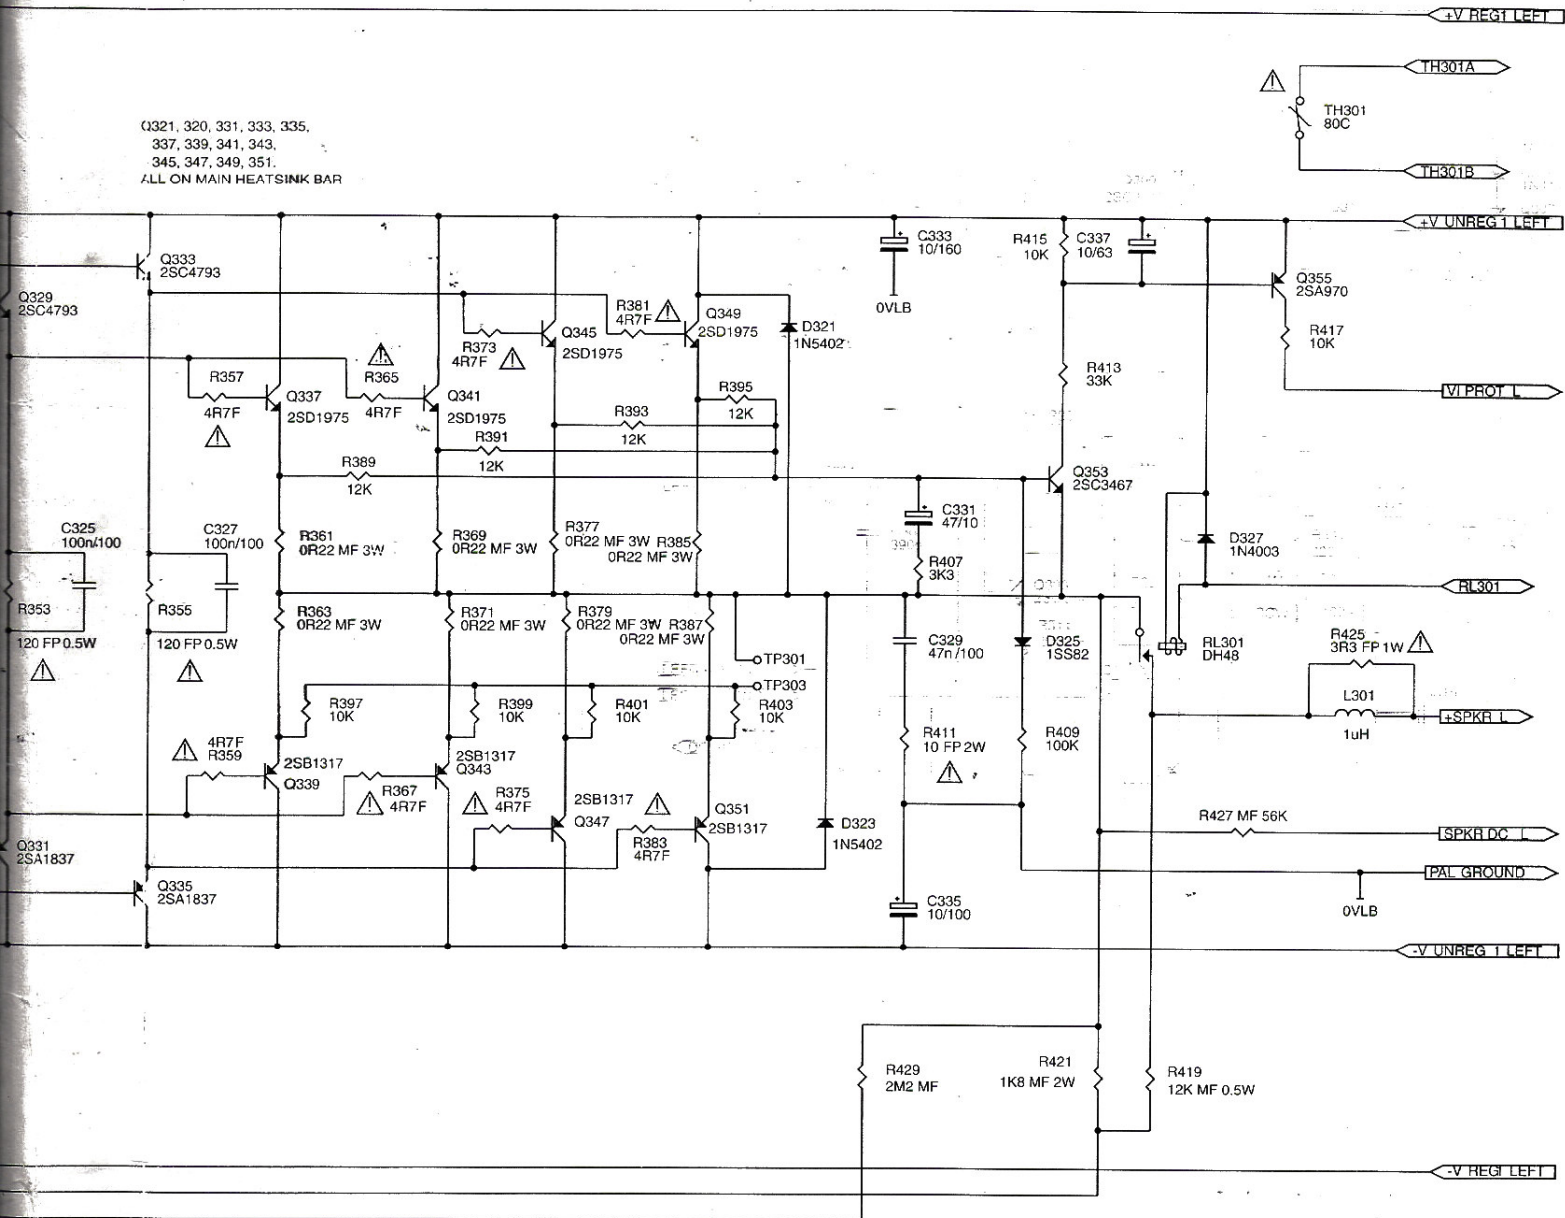 +V REG1 LEFT
TH301A
TH301
80C
TH301B
Q321, 320, 331, 333, 335,
337, 339, 341, 343,
345, 347, 349, 351.
ALL ON MAIN HEATSINK BAR
+V UNREG 1 LEFT
Q333
2SC4793
Q329
2SC4793
C333
10/160
0VLB
R415
10K
C337
10/63
Q355
2SA970
R417
10K
R381
4R7F
Q349
2SD1975
D321
1N5402
R373
4R7F
Q345
2SD1975
R357
4R7F
Q337
2SD1975
R365
4R7F
Q341
2SD1975
R413
33K
VI PROT L
R395
12K
R393
12K
R391
12K
R389
12K
Q353
2SC3467
C325
100n/100
C327
100n/100
R361
0R22 MF 3W
R369
0R22 MF 3W
R377
0R22 MF 3W
R385
0R22 MF 3W
C331
47/10
R407
3K3
D327
1N4003
RL301
R353
120 FP 0.5W
R355
120 FP 0.5W
R363
0R22 MF 3W
R371
0R22 MF 3W
R379
0R22 MF 3W
R387
0R22 MF 3W
TP301
TP303
C329
47n/100
D325
1SS82
RL301
DH48
R425
3R3 FP 1W
L301
1uH
+SPKR L
R397
10K
R399
10K
R401
10K
R403
10K
R411
10 FP 2W
R409
100K
4R7F
R359
2SB1317
Q339
R367
4R7F
2SB1317
Q343
R375
4R7F
2SB1317
Q347
R383
4R7F
Q351
2SB1317
D323
1N5402
R427 MF 56K
SPKR DC L
PAL GROUND
0VLB
Q331
2SA1837
Q335
2SA1837
C335
10/100
-V UNREG 1 LEFT
R429
2M2 MF
R421
1K8 MF 2W
R419
12K MF 0.5W
-V REG1 LEFT